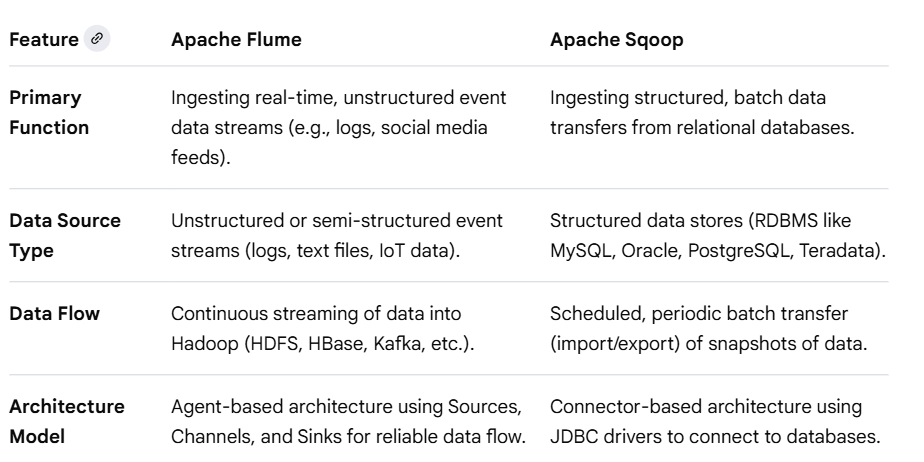 Feature Apache Flume Apache Sqoop
Primary Function
Ingesting real-time, unstructured event
data streams (e.g., logs, social media
feeds).
Ingesting structured, batch data
transfers from relational databases.
Data Source
Type
Unstructured or semi-structured event
streams (logs, text files, IoT data).
Structured data stores (RDBMS like
MySQL, Oracle, PostgreSQL, Teradata).
Data Flow
Continuous streaming of data into
Hadoop (HDFS, HBase, Kafka, etc.).
Scheduled, periodic batch transfer
(import/export) of snapshots of data.
Architecture
Model
Agent-based architecture using Sources,
Channels, and Sinks for reliable data flow.
Connector-based architecture using
JDBC drivers to connect to databases.